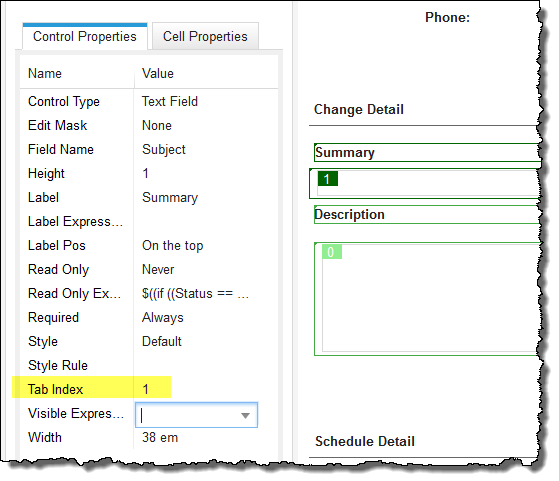 Control Properties
Cell Properties
Name Value
Control Type Text Field
Edit Mask None
Field Name Subject
Height 1
Label Summary
Label Express…
Label Pos On the top
Read Only Never
Read Only Ex… $((if ((Status == …
Required Always
Style Default
Style Rule
Tab Index 1
Visible Expres…
Width 38 em
Phone:
Change Detail
Summary
1
Description
0
Schedule Detail